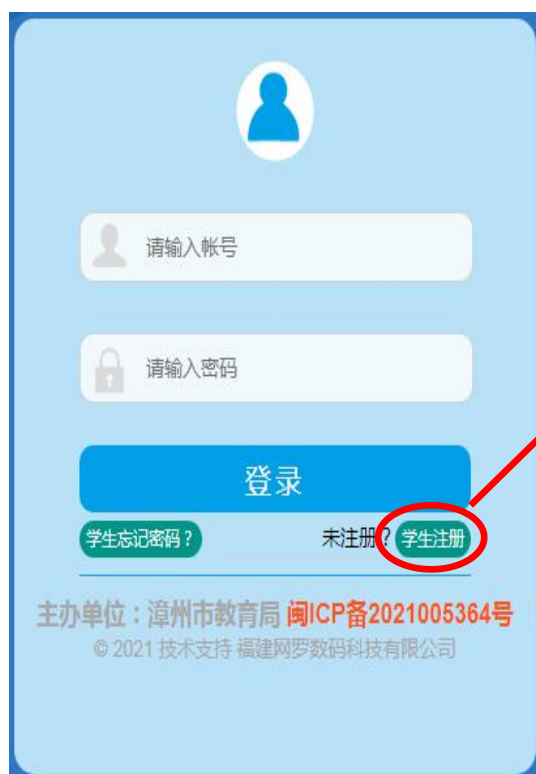 请输入帐号
请输入密码
登录
学生忘记密码？ 未注册？ 学生注册
主办单位：漳州市教育局 闽ICP备2021005364号
© 2021 技术支持 福建网罗数码科技有限公司